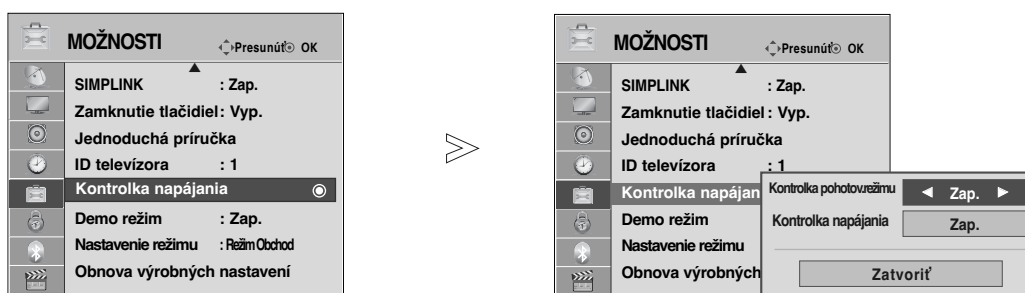 MOŽNOSTI
Presunúť OK
SIMPLINK : Zap.
Zamknutie tlačidiel : Vyp.
Jednoduchá príručka
ID televízora : 1
Kontrolka napájania
Demo režim : Zap.
Nastavenie režimu : Režim Obchod
Obnova výrobných nastavení
MOŽNOSTI
Presunúť OK
SIMPLINK : Zap.
Zamknutie tlačidiel : Vyp.
Jednoduchá príručka
ID televízora : 1
Kontrolka napájan
Demo režim
Nastavenie režimu
Obnova výrobných
Kontrolka pohotov.režimu ◄ Zap. ►
Kontrolka napájania Zap.
Zatvoriť